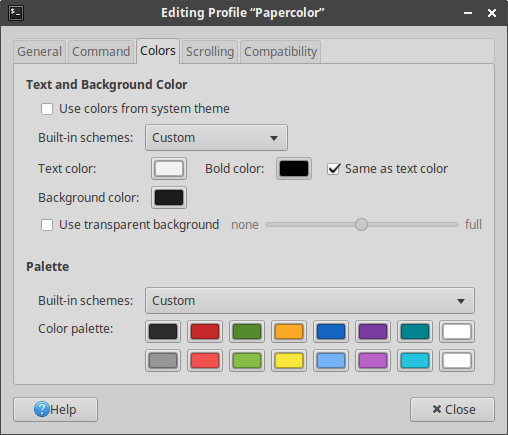 Editing Profile “Papercolor”
General Command Colors Scrolling Compatibility
Text and Background Color
Use colors from system theme
Built-in schemes: Custom
Text color: Bold color: Same as text color
Background color:
Use transparent background none full
Palette
Built-in schemes: Custom
Color palette:
Help Close